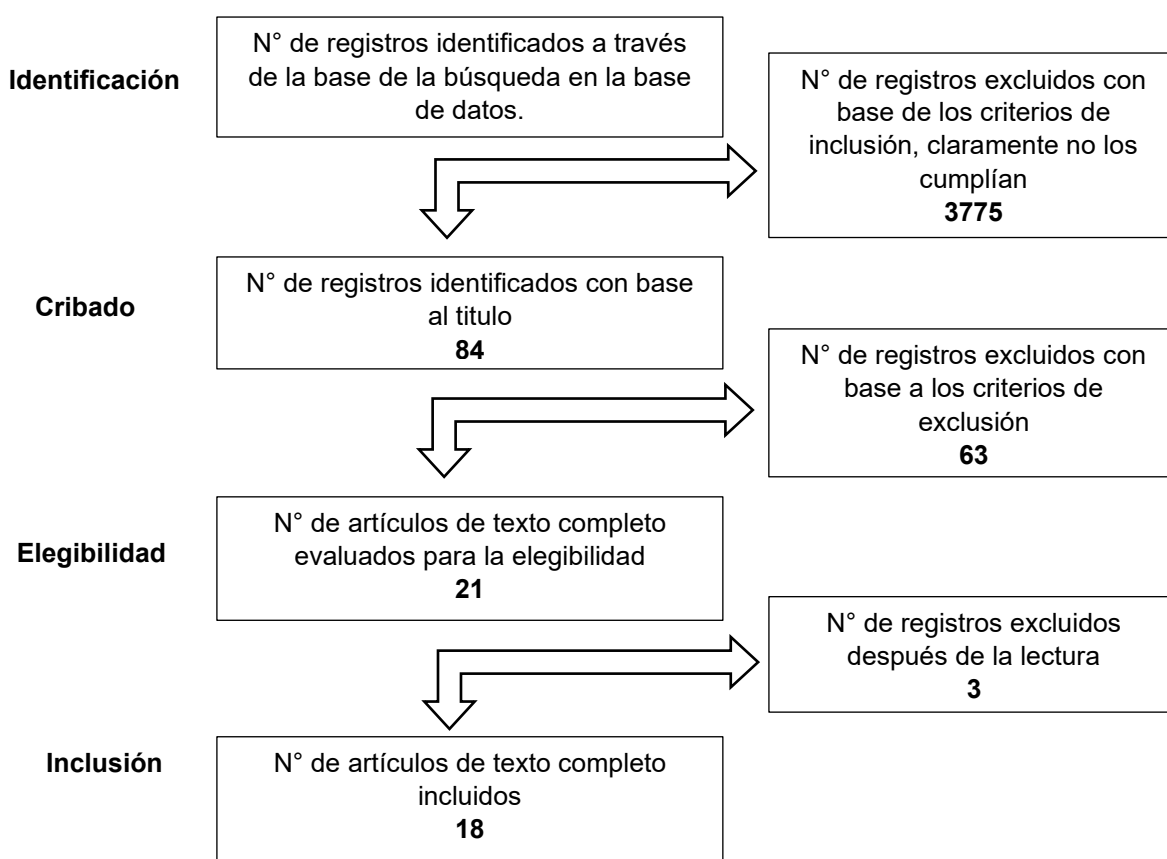 Identificación
N° de registros identificados a través
de la base de la búsqueda en la base
de datos.
N° de registros excluidos con
base de los criterios de
inclusión, claramente no los
cumplían
3775
Cribado
N° de registros identificados con base
al titulo
84
N° de registros excluidos con
base a los criterios de
exclusión
63
Elegibilidad
N° de artículos de texto completo
evaluados para la elegibilidad
21
N° de registros excluidos
después de la lectura
3
Inclusión
N° de artículos de texto completo
incluidos
18